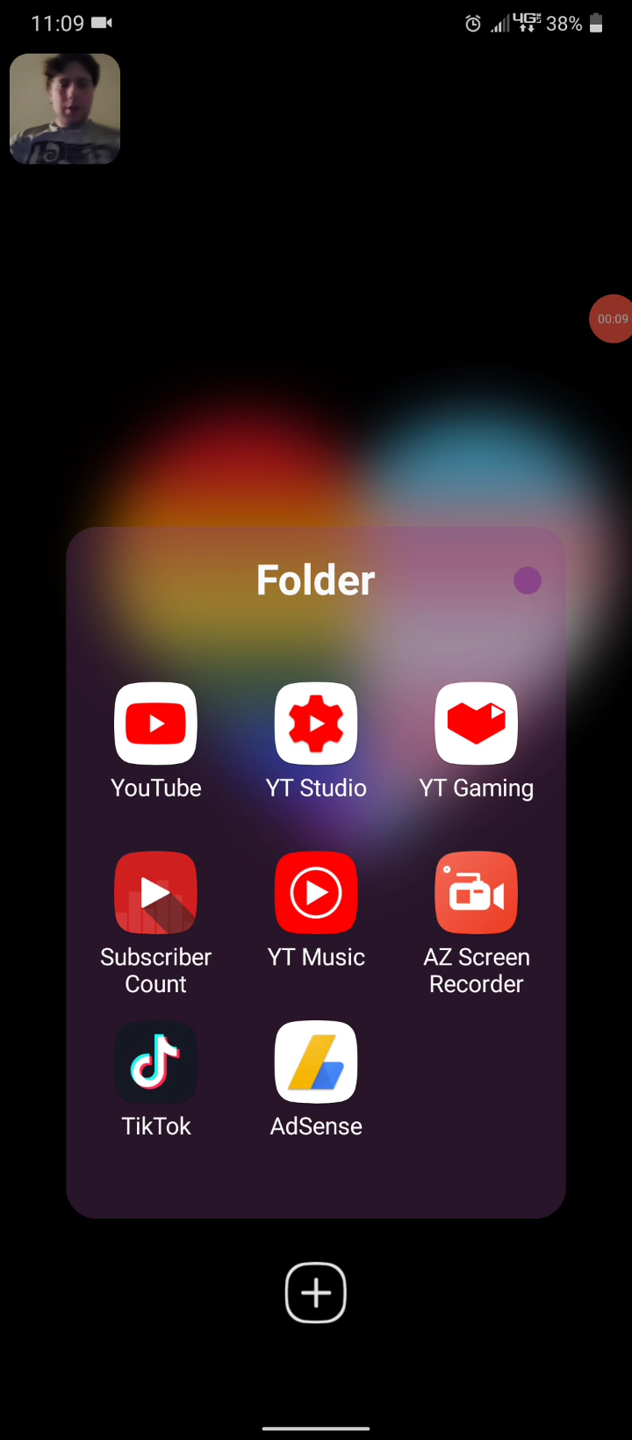 11:09 4G 38%
00:09
Folder
YouTube YT Studio YT Gaming
Subscriber Count YT Music AZ Screen Recorder
TikTok AdSense